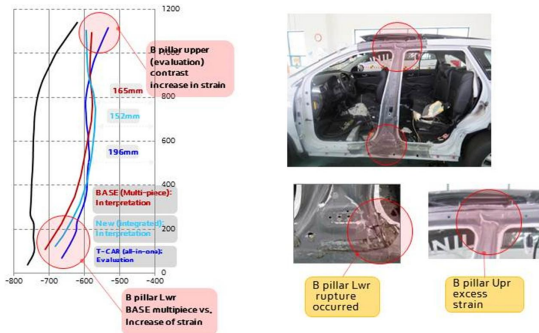 1200
1000
800
600
400
200
0
-800
-700
-600
-500
-400
B pillar upper
(evaluation)
contrast
increase in strain
165mm
152mm
196mm
BASE (Multi-piece):
Interpretation
New (integrated):
Interpretation
T-CAR (all-in-one):
Evaluation
B pillar Lwr
BASE multipiece vs.
Increase of strain
B pillar Lwr
rupture
occurred
B pillar Upr
excess
strain